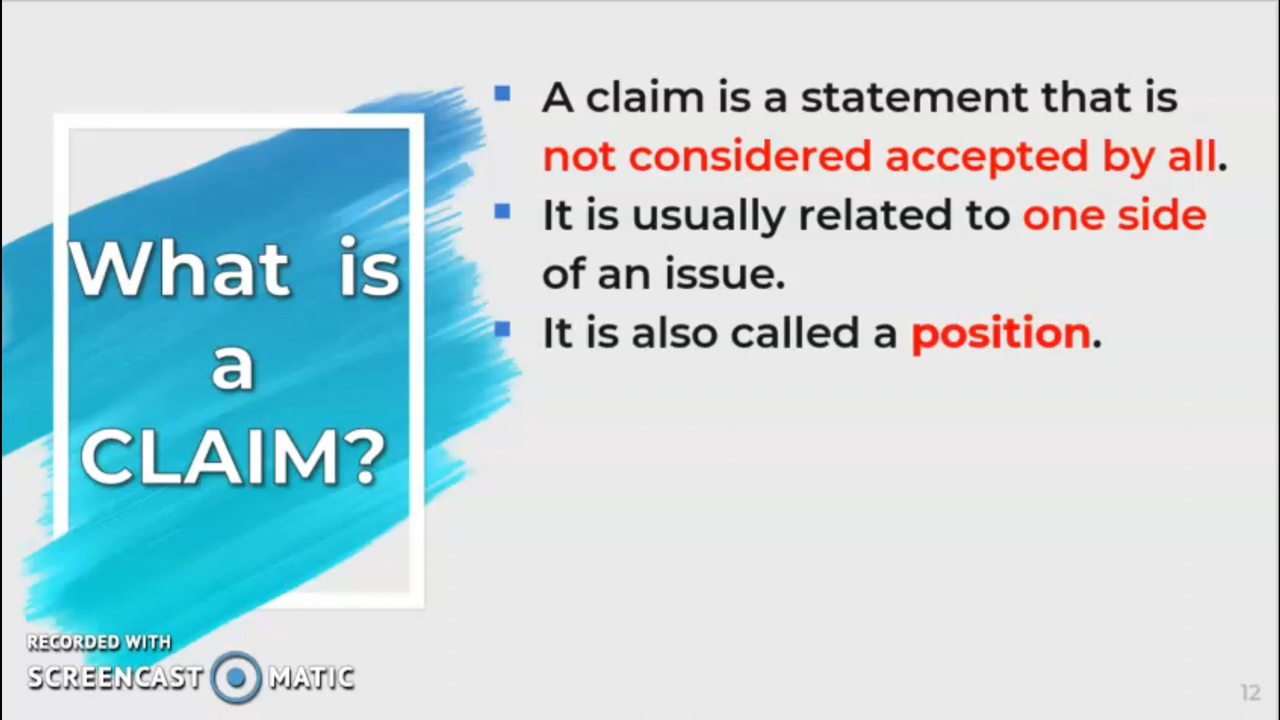 What is
a
CLAIM?
▪ A claim is a statement that is
not considered accepted by all.
▪ It is usually related to one side
of an issue.
▪ It is also called a position.
RECORDED WITH
SCREENCAST MATIC
12